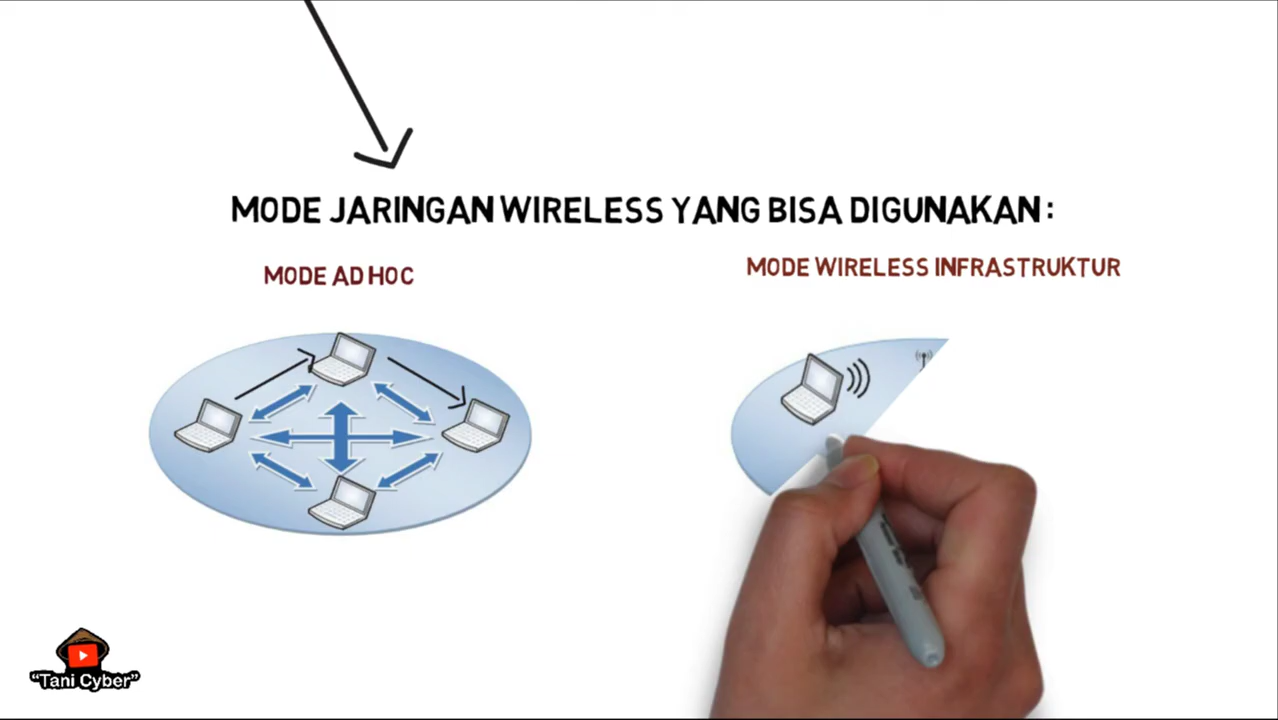 MODE JARINGAN WIRELESS YANG BISA DIGUNAKAN :
MODE AD HOC
MODE WIRELESS INFRASTRUKTUR
“Tani Cyber”